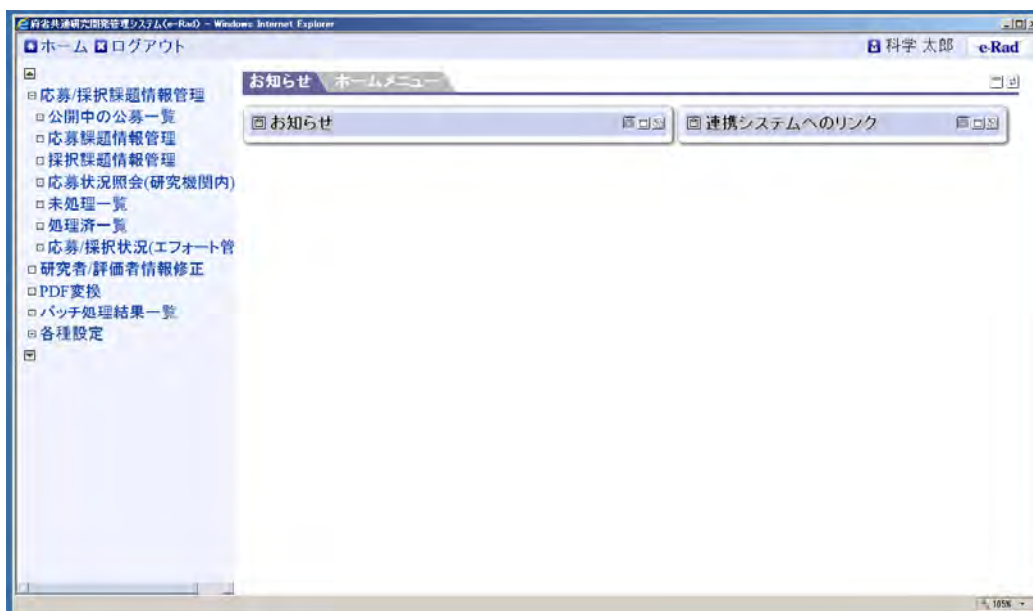 府省共通研究開発管理システム(e-Rad) - Windows Internet Explorer
ホーム ログアウト
科学 太郎
e-Rad
お知らせ ホームメニュー
応募/採択課題情報管理
公開中の公募一覧
応募課題情報管理
採択課題情報管理
応募状況照会(研究機関内)
未処理一覧
処理済一覧
応募/採択状況(エフォート管
研究者/評価者情報修正
PDF変換
バッチ処理結果一覧
各種設定
お知らせ
連携システムへのリンク
105%